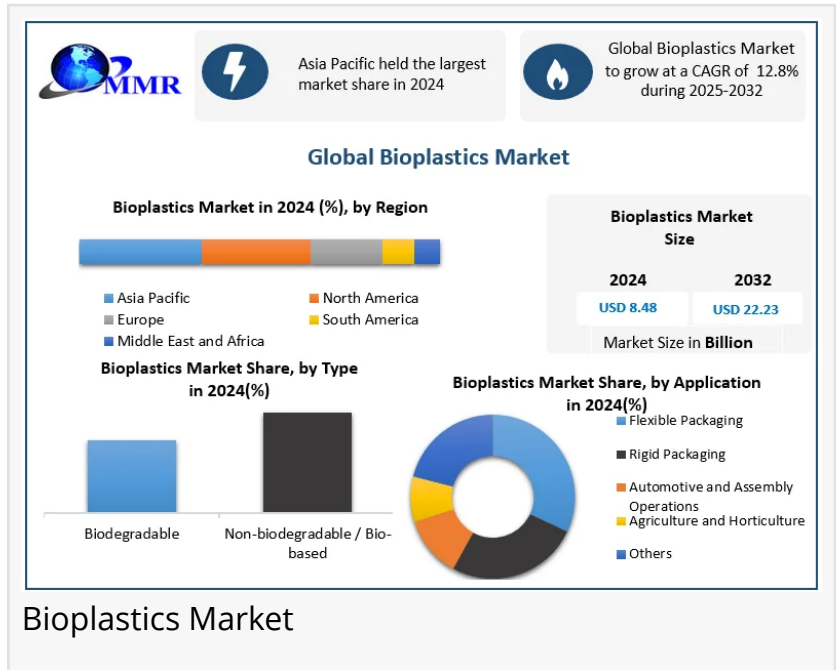 MMR
Asia Pacific held the largest
market share in 2024
Global Bioplastics Market
to grow at a CAGR of 12.8%
during 2025-2032
Global Bioplastics Market
Bioplastics Market in 2024 (%), by Region
Asia Pacific
North America
Europe
South America
Middle East and Africa
Bioplastics Market
Size
2024
2032
USD 8.48
USD 22.23
Market Size in Billion
Bioplastics Market Share, by Type
in 2024(%)
Biodegradable
Non-biodegradable / Bio-
based
Bioplastics Market Share, by Application
in 2024(%)
Flexible Packaging
Rigid Packaging
Automotive and Assembly
Operations
Agriculture and Horticulture
Others
Bioplastics Market